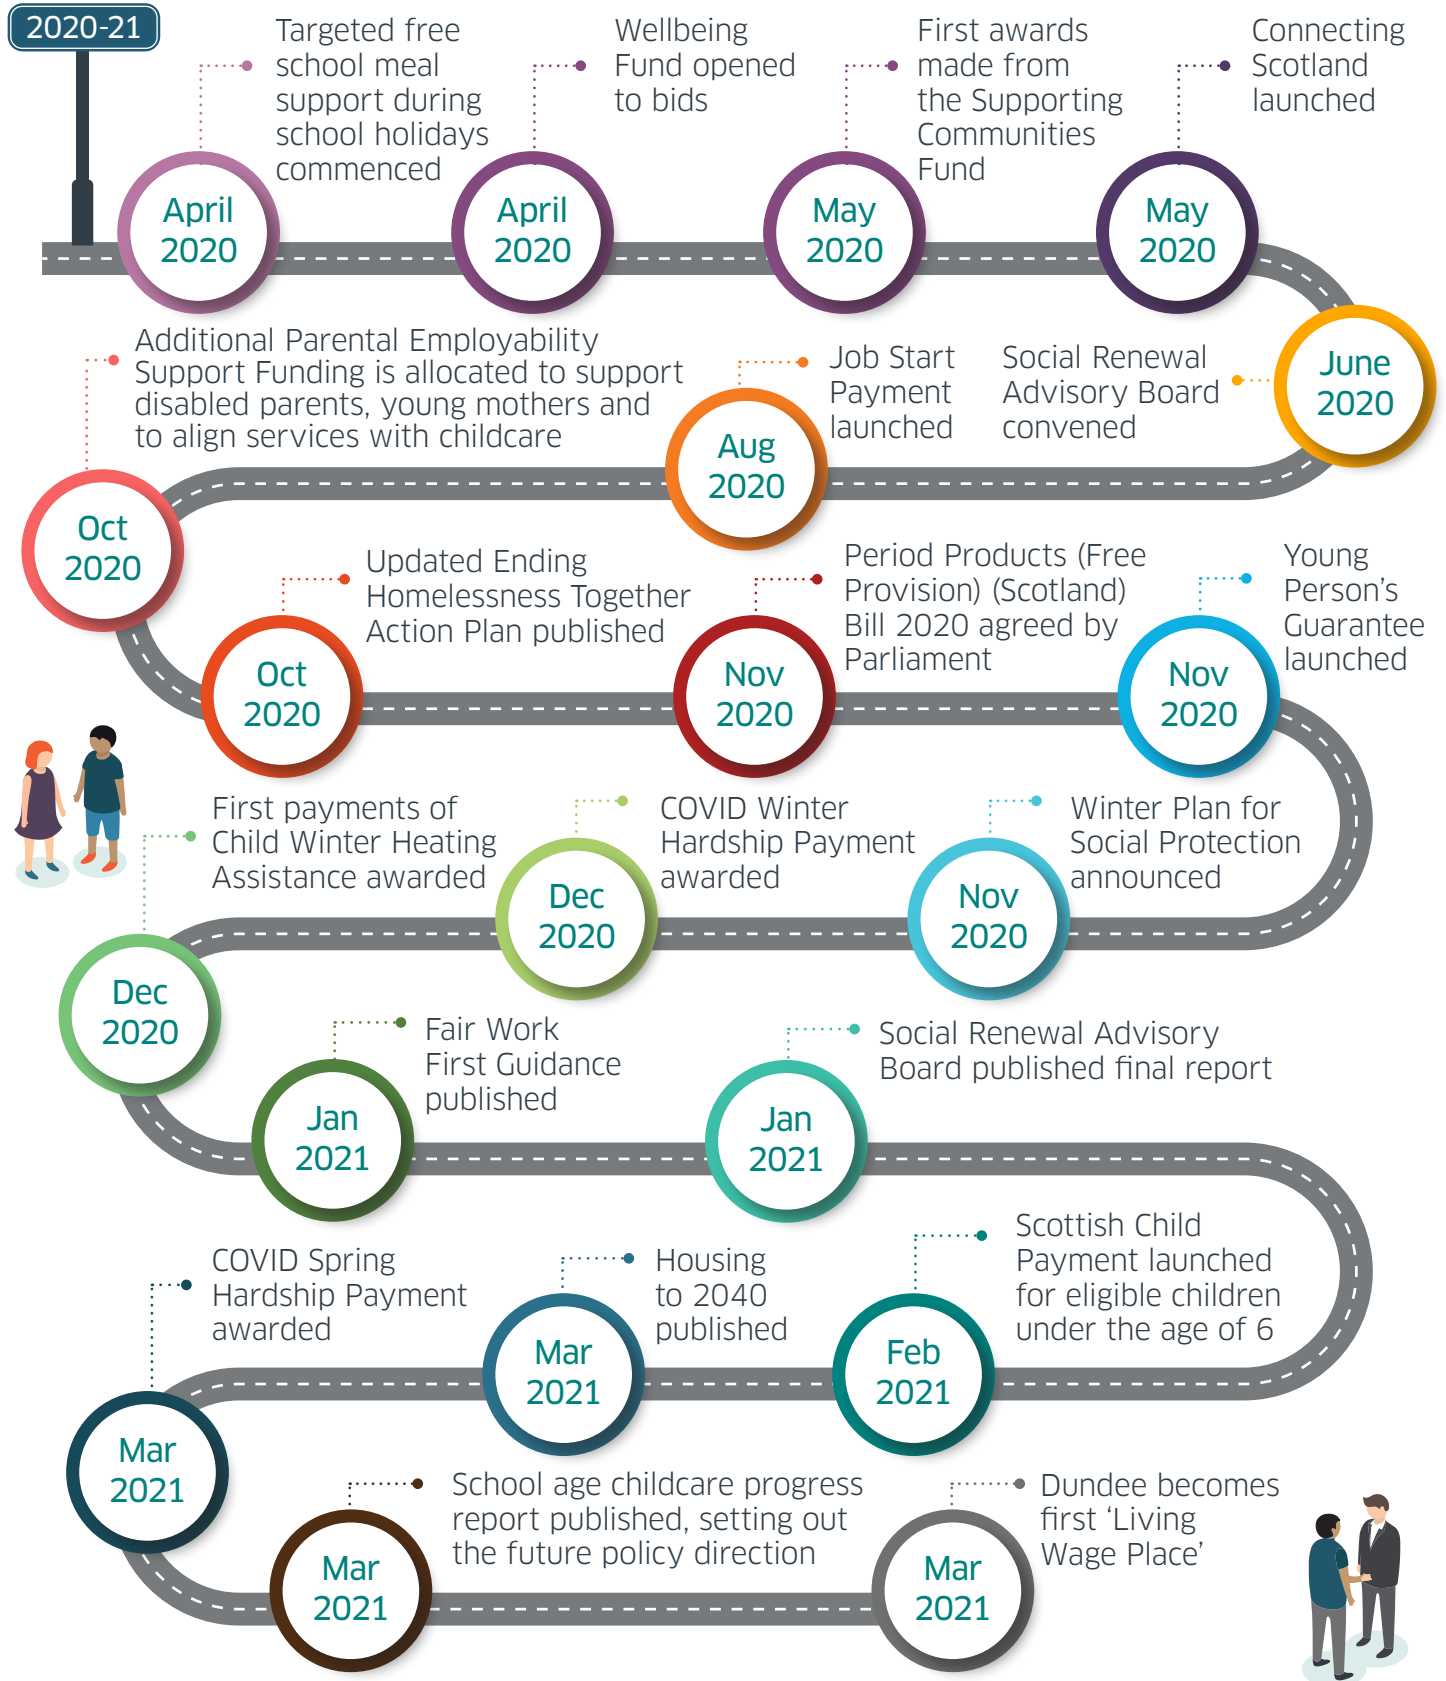 2020-21
Targeted free
school meal
support during
school holidays
commenced
April
2020
Wellbeing
Fund opened
to bids
April
2020
First awards
made from
the Supporting
Communities
Fund
May
2020
Connecting
Scotland
launched
May
2020
Social Renewal
Advisory Board
convened
June
2020
Job Start
Payment
launched
Aug
2020
Additional Parental Employability
Support Funding is allocated to support
disabled parents, young mothers and
to align services with childcare
Oct
2020
Updated Ending
Homelessness Together
Action Plan published
Oct
2020
Period Products (Free
Provision) (Scotland)
Bill 2020 agreed by
Parliament
Nov
2020
Young
Person’s
Guarantee
launched
Nov
2020
Winter Plan for
Social Protection
announced
Nov
2020
COVID Winter
Hardship Payment
awarded
Dec
2020
First payments of
Child Winter Heating
Assistance awarded
Dec
2020
Fair Work
First Guidance
published
Jan
2021
Social Renewal Advisory
Board published final report
Jan
2021
Scottish Child
Payment launched
for eligible children
under the age of 6
Feb
2021
Housing
to 2040
published
Mar
2021
COVID Spring
Hardship Payment
awarded
Mar
2021
School age childcare progress
report published, setting out
the future policy direction
Mar
2021
Dundee becomes
first ‘Living
Wage Place’
Mar
2021